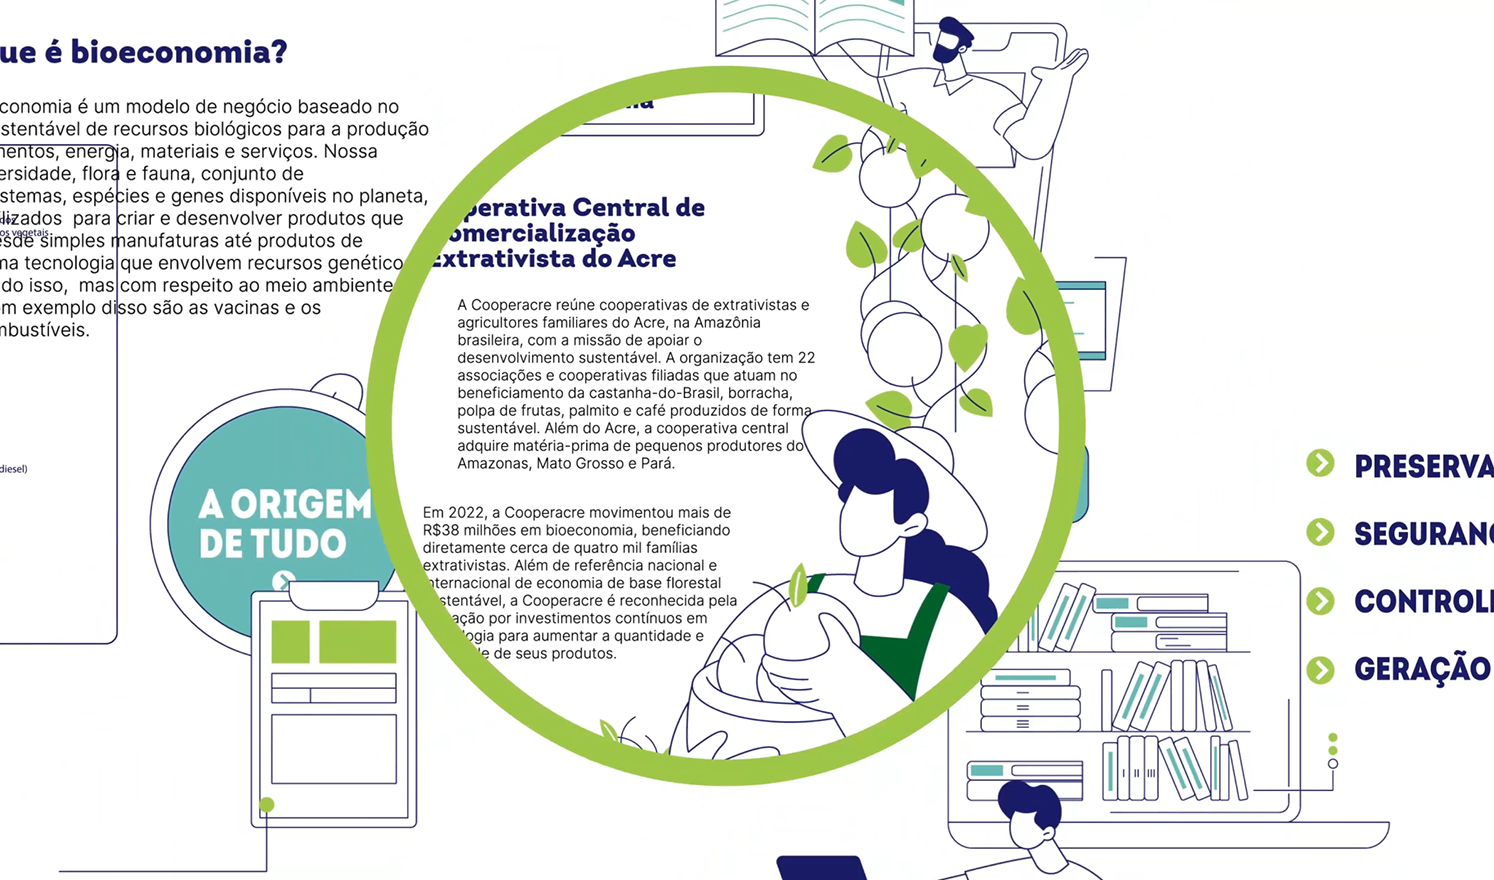 ue é bioeconomia?
conomia é um modelo de negócio baseado no
stentável de recursos biológicos para a produção
mentos, energia, materiais e serviços. Nossa
ersidade, flora e fauna, conjunto de
stemas, espécies e genes disponíveis no planeta,
lizados para criar e desenvolver produtos que
esde simples manufaturas até produtos de
ma tecnologia que envolvem recursos genético
do isso, mas com respeito ao meio ambiente
m exemplo disso são as vacinas e os
mbustíveis.
os vegetais
diesel)
A ORIGEM
DE TUDO
perativa Central de
omercialização
Extrativista do Acre
A Cooperacre reúne cooperativas de extrativistas e
agricultores familiares do Acre, na Amazônia
brasileira, com a missão de apoiar o
desenvolvimento sustentável. A organização tem 22
associações e cooperativas filiadas que atuam no
beneficiamento da castanha-do-Brasil, borracha,
polpa de frutas, palmito e café produzidos de forma
sustentável. Além do Acre, a cooperativa central
adquire matéria-prima de pequenos produtores do
Amazonas, Mato Grosso e Pará.
Em 2022, a Cooperacre movimentou mais de
R$38 milhões em bioeconomia, beneficiando
diretamente cerca de quatro mil famílias
extrativistas. Além de referência nacional e
internacional de economia de base florestal
sustentável, a Cooperacre é reconhecida pela
ação por investimentos contínuos em
logia para aumentar a quantidade e
de de seus produtos.
PRESERVA
SEGURANÇ
CONTROL
GERAÇÃO